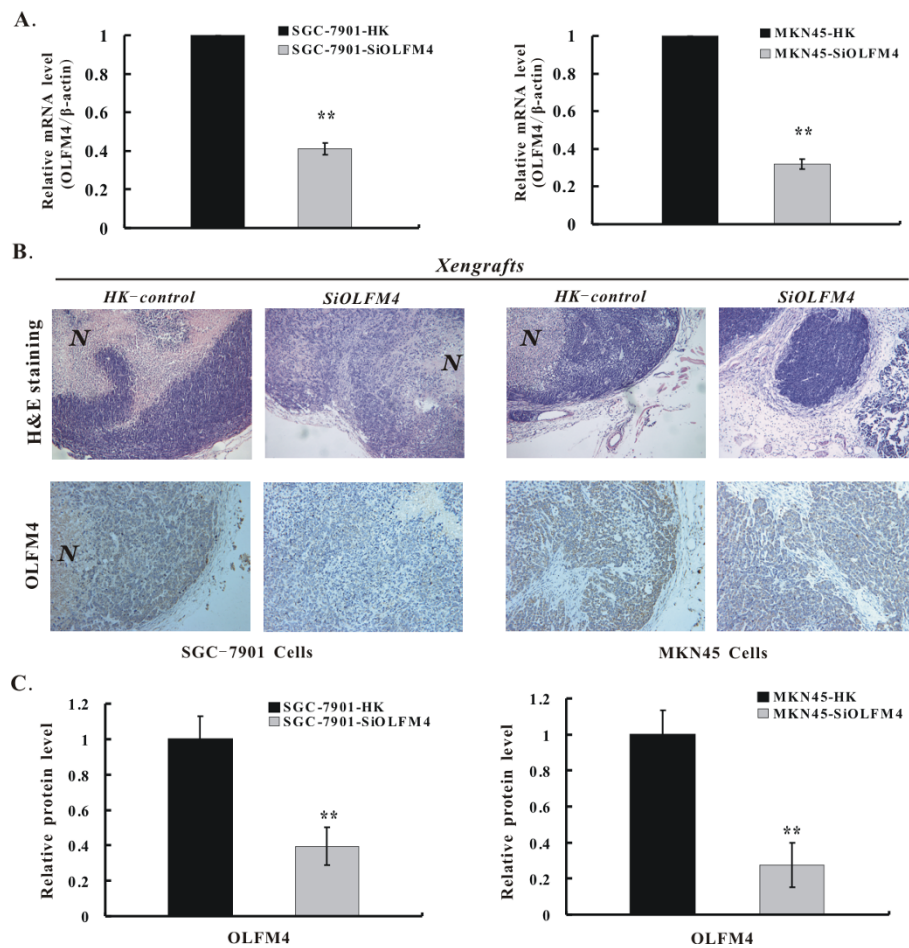 A.
Relative mRNA level
(OLFM4/β-actin)
1
0.8
0.6
0.4
0.2
0
SGC-7901-HK
SGC-7901-SiOLFM4
**
Relative mRNA level
(OLFM4/β-actin)
1
0.8
0.6
0.4
0.2
0
MKN45-HK
MKN45-SiOLFM4
**
B.
Xengrafts
HK-control
SiOLFM4
HK-control
SiOLFM4
H&E staining
N
N
N
OLFM4
N
SGC-7901 Cells
MKN45 Cells
C.
Relative protein level
1.2
1
0.8
0.6
0.4
0.2
0
SGC-7901-HK
SGC-7901-SiOLFM4
**
OLFM4
Relative protein level
1.2
1
0.8
0.6
0.4
0.2
0
MKN45-HK
MKN45-SiOLFM4
**
OLFM4